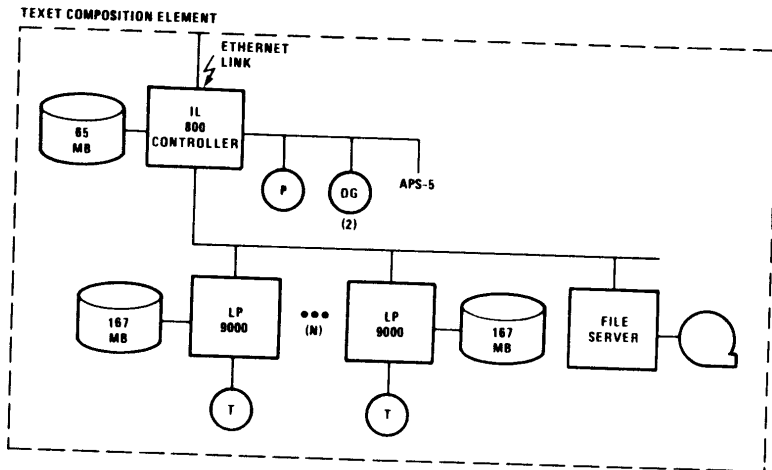 TEXET COMPOSITION ELEMENT
ETHERNET
LINK
IL
800
CONTROLLER
65
MB
P
DG
(2)
APS-5
167
MB
LP
9000
•••
(N)
LP
9000
167
MB
FILE
SERVER
T
T